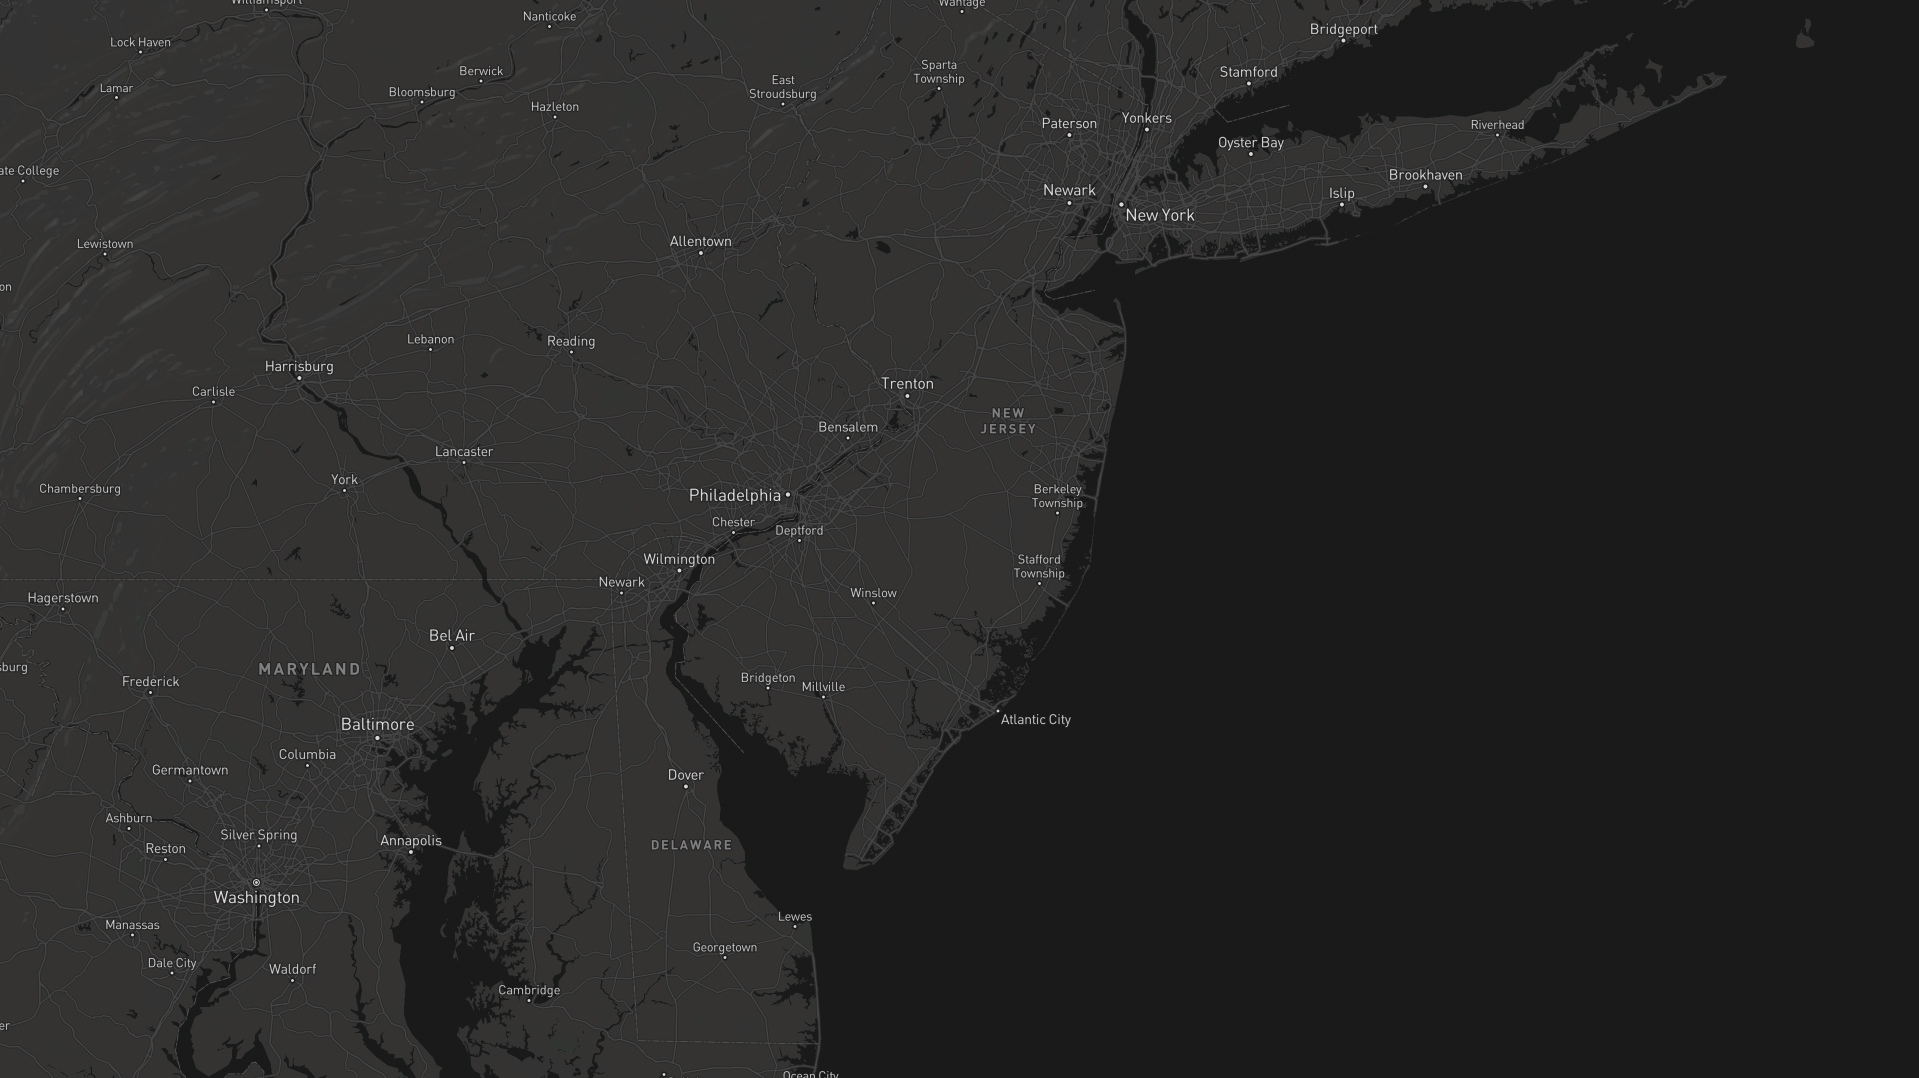 Williamsport
Nanticoke
Wantage
Bridgeport
Lock Haven
Berwick
Sparta
Township
Stamford
East
Stroudsburg
Lamar
Bloomsburg
Hazleton
Paterson
Yonkers
Riverhead
Oyster Bay
ate College
Brookhaven
Newark
Islip
New York
Lewistown
Allentown
on
Lebanon
Reading
Harrisburg
Trenton
Carlisle
NEW
JERSEY
Bensalem
Lancaster
York
Chambersburg
Philadelphia
Berkeley
Township
Chester
Deptford
Wilmington
Stafford
Township
Newark
Winslow
Hagerstown
Bel Air
sburg
MARYLAND
Frederick
Bridgeton
Millville
Atlantic City
Baltimore
Columbia
Germantown
Dover
Ashburn
Silver Spring
Annapolis
Reston
DELAWARE
Washington
Lewes
Manassas
Georgetown
Dale City
Waldorf
Cambridge
er
Ocean City